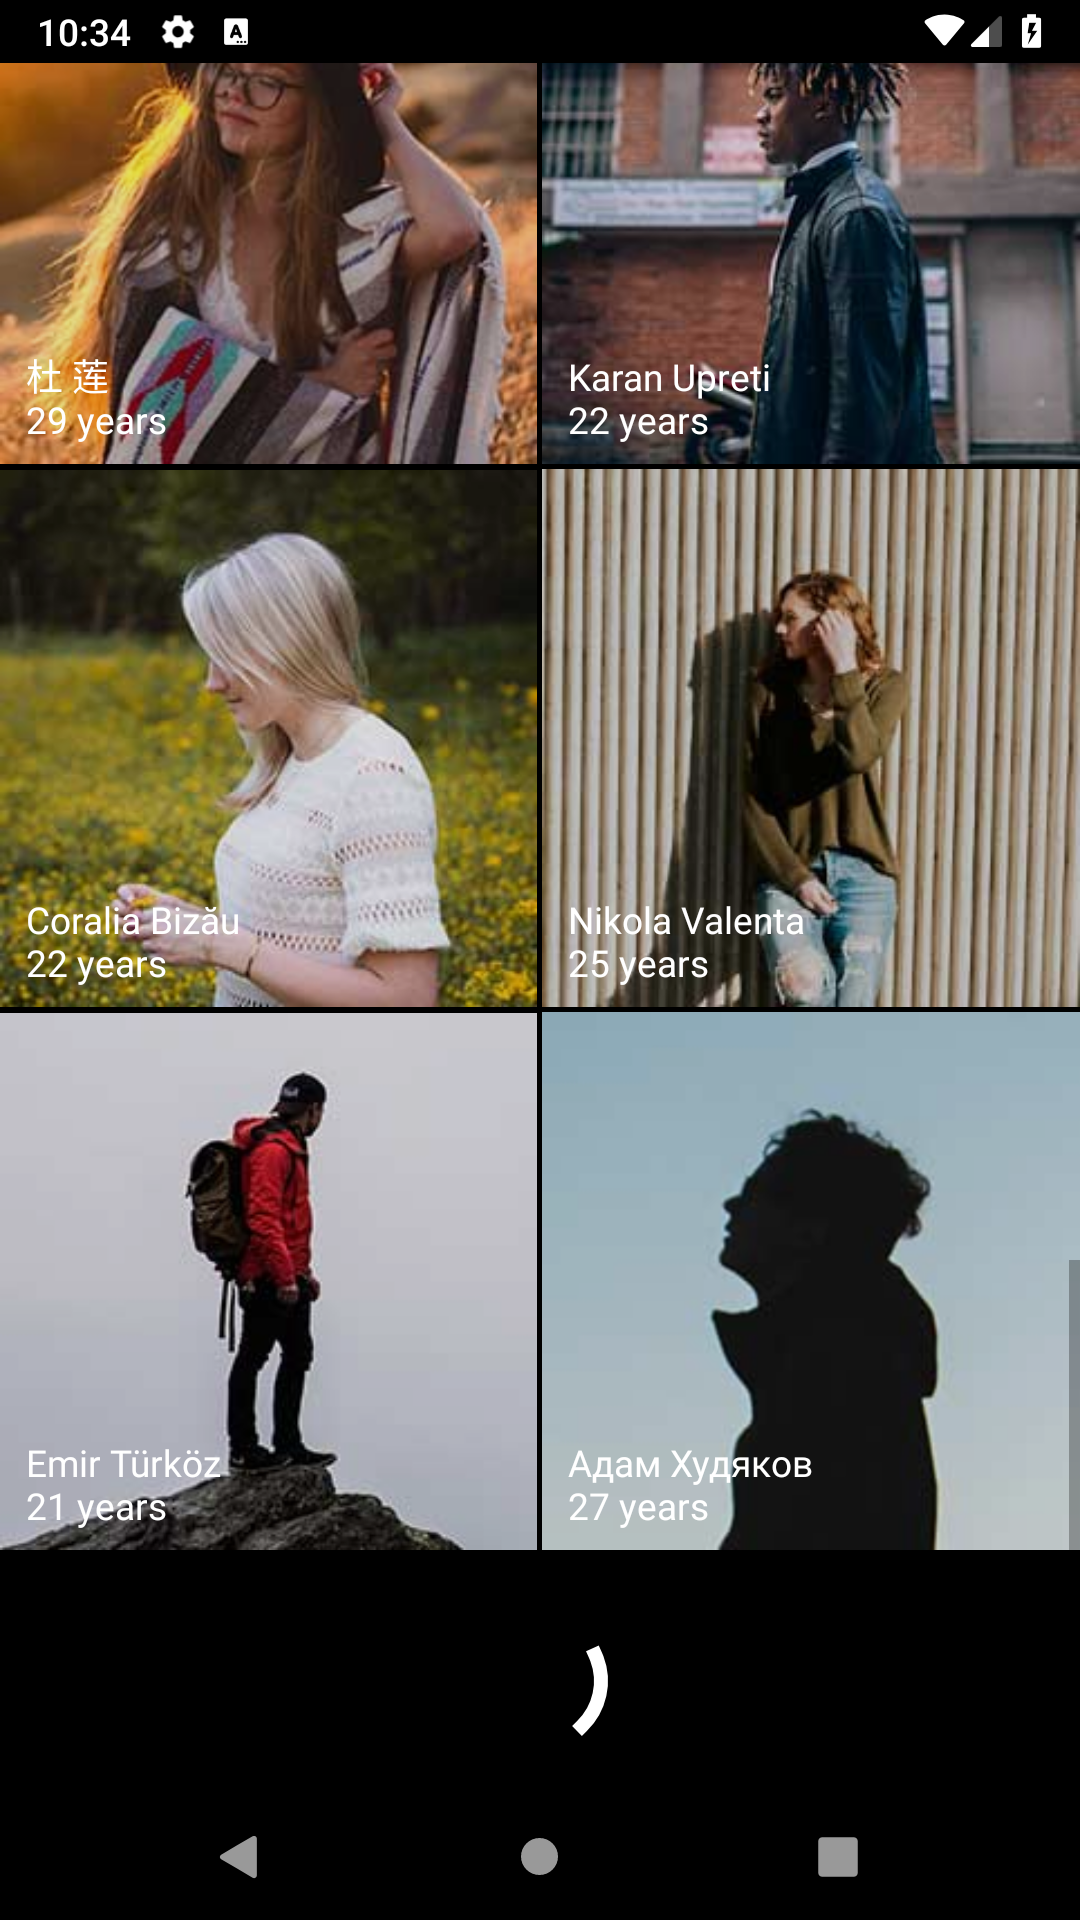 10:34
杜 莲
29 years
Karan Upreti
22 years
Coralia Bizău
22 years
Nikola Valenta
25 years
Emir Türköz
21 years
Адам Худяков
27 years